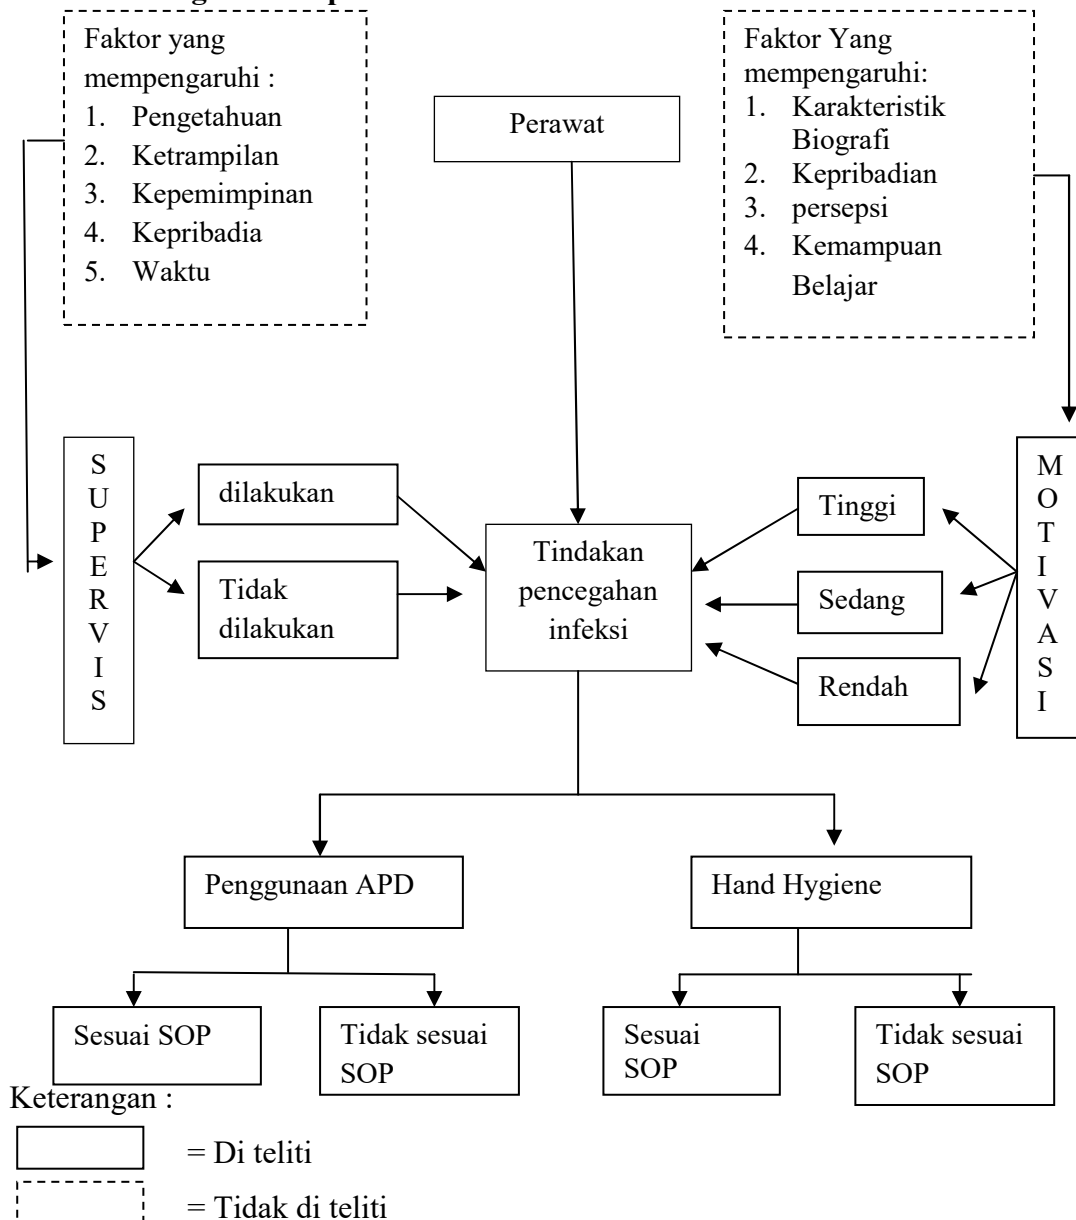 Faktor yang
mempengaruhi :
1. Pengetahuan
2. Ketrampilan
3. Kepemimpinan
4. Kepribadia
5. Waktu
Perawat
Faktor Yang
mempengaruhi:
1. Karakteristik
Biografi
2. Kepribadian
3. persepsi
4. Kemampuan
Belajar
S
U
P
E
R
V
I
S
dilakukan
Tidak
dilakukan
Tindakan
pencegahan
infeksi
Tinggi
Sedang
Rendah
M
O
T
I
V
A
S
I
Penggunaan APD
Hand Hygiene
Sesuai SOP
Tidak sesuai
SOP
Sesuai
SOP
Tidak sesuai
SOP
Keterangan :
= Di teliti
= Tidak di teliti